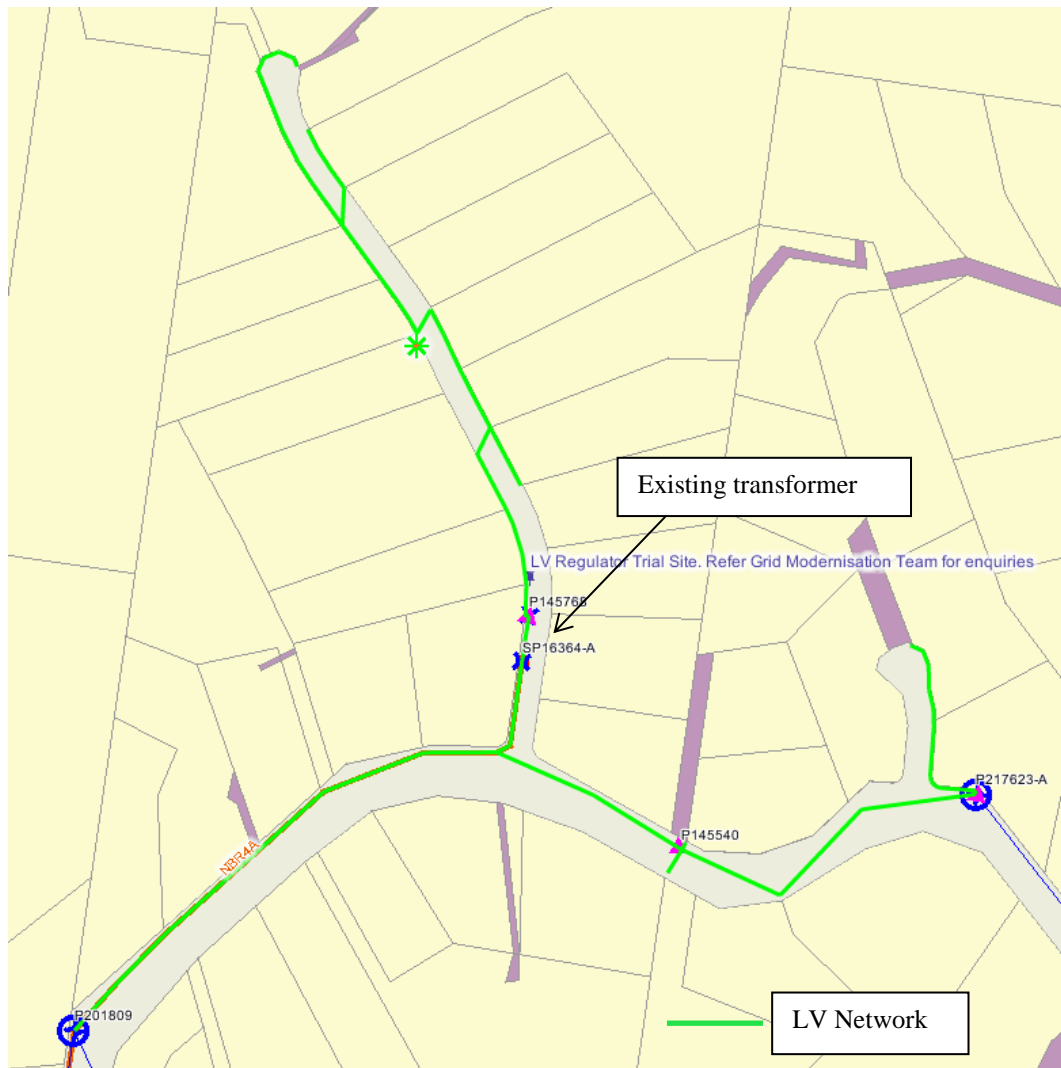 Existing transformer
LV Regulator Trial Site. Refer Grid Modernisation Team for enquiries
P145768
SP16364-A
P217623-A
P145540
NBR4A
P201809
LV Network